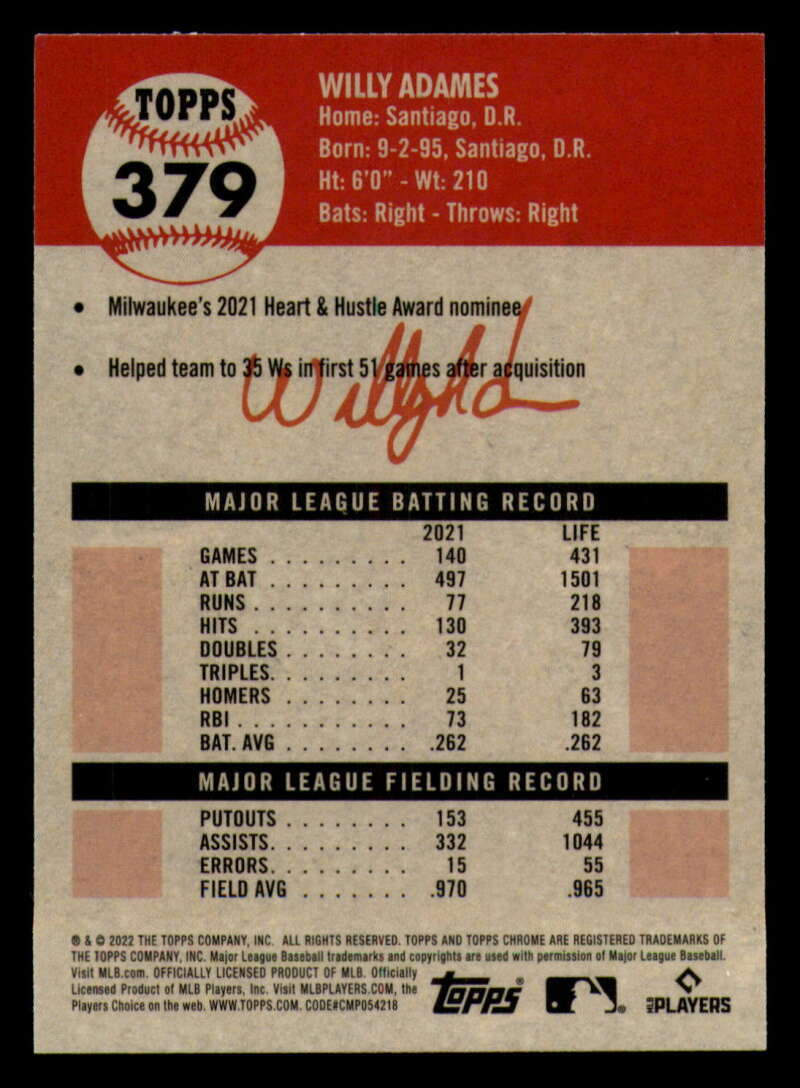 TOPPS
379
WILLY ADAMES
Home: Santiago, D.R.
Born: 9-2-95, Santiago, D.R.
Ht: 6'0" - Wt: 210
Bats: Right - Throws: Right
• Milwaukee's 2021 Heart & Hustle Award nominee
• Helped team to 35 Ws in first 51 games after acquisition
MAJOR LEAGUE BATTING RECORD
2021 LIFE
GAMES . . . . . . . . 140 431
AT BAT . . . . . . . . 497 1501
RUNS . . . . . . . . . 77 218
HITS . . . . . . . . . 130 393
DOUBLES . . . . . . . . 32 79
TRIPLES. . . . . . . . 1 3
HOMERS . . . . . . . 25 63
RBI . . . . . . . . . . 73 182
BAT. AVG . . . . . . . .262 .262
MAJOR LEAGUE FIELDING RECORD
PUTOUTS . . . . . . . . 153 455
ASSISTS. . . . . . . . 332 1044
ERRORS. . . . . . . . 15 55
FIELD AVG . . . . . . . .970 .965
® & © 2022 THE TOPPS COMPANY, INC. ALL RIGHTS RESERVED. TOPPS AND TOPPS CHROME ARE REGISTERED TRADEMARKS OF
THE TOPPS COMPANY, INC. Major League Baseball trademarks and copyrights are used with permission of Major League Baseball.
Visit MLB.com. OFFICIALLY LICENSED PRODUCT OF MLB. Officially
Licensed Product of MLB Players, Inc. Visit MLBPLAYERS.COM, the
Players Choice on the web. WWW.TOPPS.COM. CODE#CMP054218
TOPPS®
MLB PLAYERS